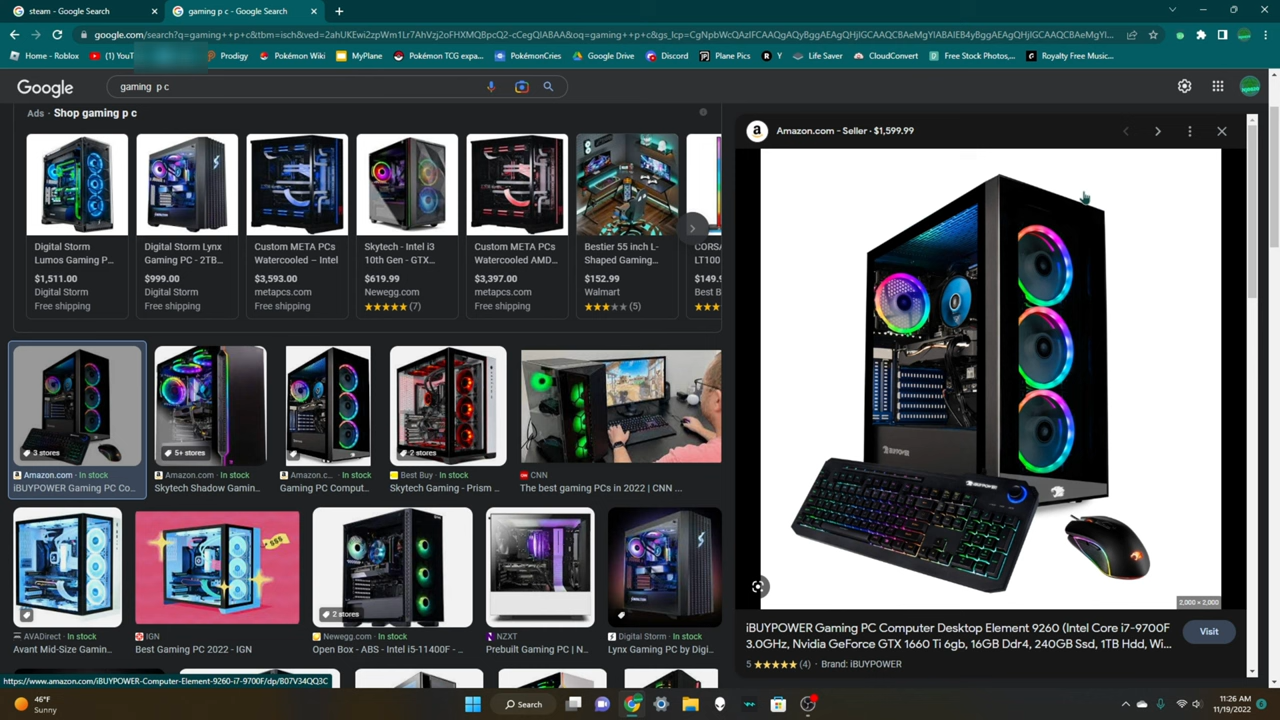 steam - Google Search
gaming p c - Google Search
google.com/search?q=gaming++p+c&tbm=isch&ved=2ahUKEwi2zpWm1Lr7AhVzj2oFHXMQBpcQ2-cCegQIABAA&oq=gaming++p+c&gs_lcp=CgNpbWcQAzIFCAAQgAQyBggAEAgQHjIGCAAQCBAeMgYIABAIEB4yBggAEAgQHjIGCAAQCBAeMgYI...
Home - Roblox
(1) YouT
Prodigy
Pokémon Wiki
MyPlane
Pokémon TCG expa...
PokémonCries
Google Drive
Discord
Plane Pics
Y
Life Saver
CloudConvert
Free Stock Photos,...
Royalty Free Music...
Google
gaming p c
Ads · Shop gaming p c
Digital Storm
Lumos Gaming P...
$1,511.00
Digital Storm
Free shipping
Digital Storm Lynx
Gaming PC - 2TB...
$999.00
Digital Storm
Free shipping
Custom META PCs
Watercooled – Intel
$3,593.00
metapcs.com
Free shipping
Skytech - Intel i3
10th Gen - GTX...
$619.99
Newegg.com
(7)
Custom META PCs
Watercooled AMD...
$3,397.00
metapcs.com
Free shipping
Bestier 55 inch L-
Shaped Gaming...
$152.99
Walmart
(5)
CORSA
LT100
$149.9
Best B
3 stores
Amazon.com · In stock
iBUYPOWER Gaming PC Co...
5+ stores
Amazon.com · In stock
Skytech Shadow Gamin...
Amazon.c... · In stock
Gaming PC Comput...
2 stores
Best Buy · In stock
Skytech Gaming - Prism ...
CNN
The best gaming PCs in 2022 | CNN ...
AVADirect · In stock
Avant Mid-Size Gamin...
$$$
IGN
Best Gaming PC 2022 - IGN
2 stores
Newegg.com · In stock
Open Box - ABS - Intel i5-11400F - ...
NZXT
Prebuilt Gaming PC | N...
Digital Storm · In stock
Lynx Gaming PC by Digi...
Amazon.com - Seller · $1,599.99
iBUYPOWER
iBUYPOWER
2,000 × 2,000
iBUYPOWER Gaming PC Computer Desktop Element 9260 (Intel Core i7-9700F
3.0GHz, Nvidia GeForce GTX 1660 Ti 6gb, 16GB Ddr4, 240GB Ssd, 1TB Hdd, Wi...
Visit
5 ★★★★★ (4) · Brand: iBUYPOWER
https://www.amazon.com/iBUYPOWER-Computer-Element-9260-i7-9700F/dp/B07V34QQ3C
46°F
Sunny
Search
11:26 AM
11/19/2022